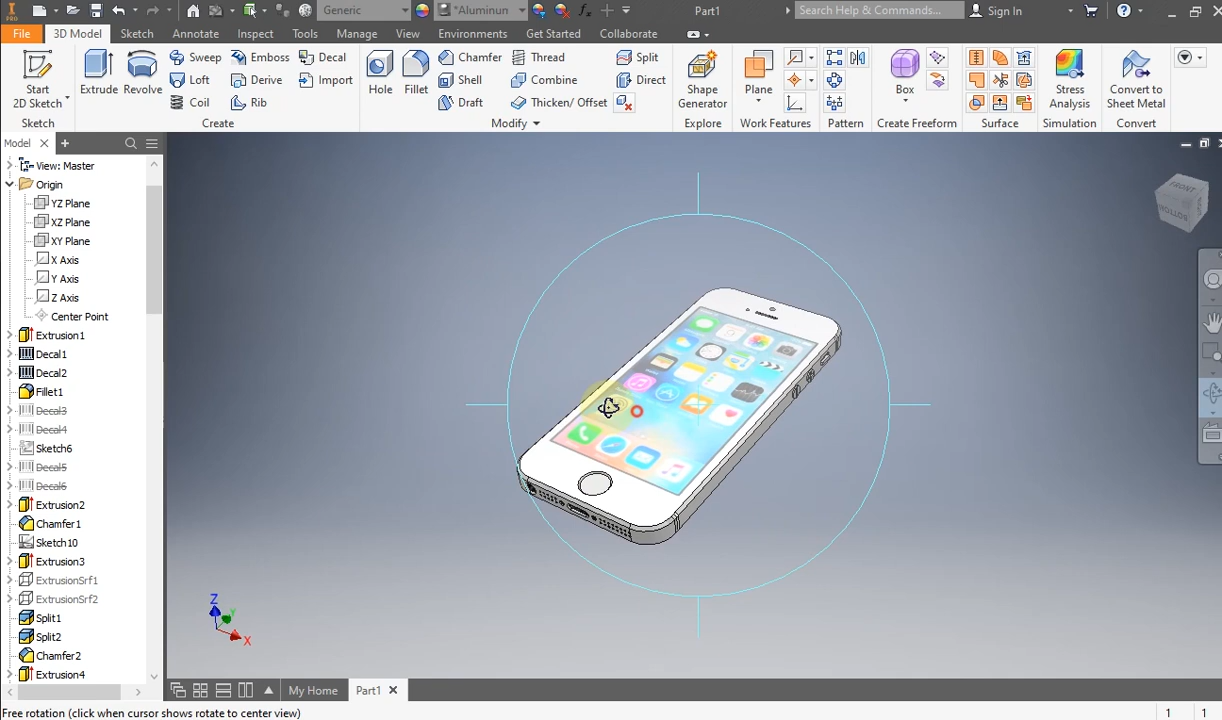 PRO
Generic
*Aluminun
fx
Part1
Search Help & Commands...
Sign In
File
3D Model
Sketch
Annotate
Inspect
Tools
Manage
View
Environments
Get Started
Collaborate
Start
2D Sketch
Extrude
Revolve
Sweep
Loft
Coil
Emboss
Derive
Rib
Decal
Import
Hole
Fillet
Chamfer
Shell
Draft
Thread
Combine
Thicken/ Offset
Split
Direct
Shape
Generator
Plane
Box
Stress
Analysis
Convert to
Sheet Metal
Sketch
Create
Modify
Explore
Work Features
Pattern
Create Freeform
Surface
Simulation
Convert
Model
View: Master
Origin
YZ Plane
XZ Plane
XY Plane
X Axis
Y Axis
Z Axis
Center Point
Extrusion1
Decal1
Decal2
Fillet1
Decal3
Decal4
Sketch6
Decal5
Decal6
Extrusion2
Chamfer1
Sketch10
Extrusion3
ExtrusionSrf1
ExtrusionSrf2
Split1
Split2
Chamfer2
Extrusion4
FRONT
BOTTOM
Z
Y
X
My Home
Part1
Free rotation (click when cursor shows rotate to center view)
1
1